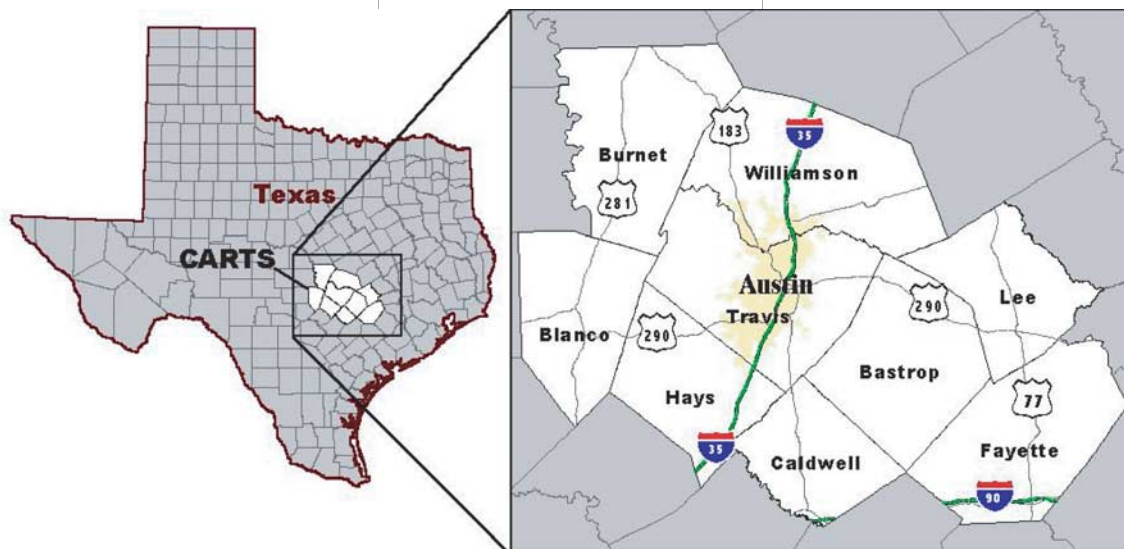 Texas
CARTS
Burnet
183
35
Williamson
281
Austin
Travis
290
Lee
Blanco
290
Bastrop
Hays
77
35
Caldwell
Fayette
90